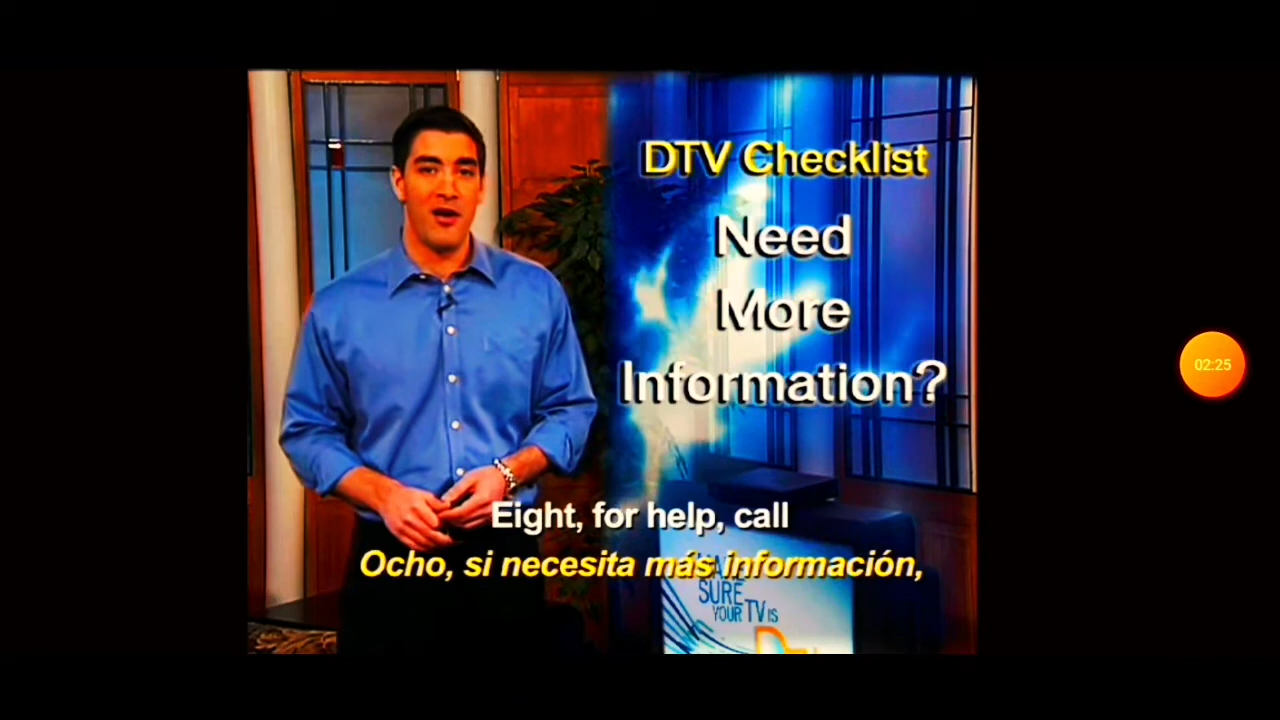 DTV Checklist
Need
More
Information?
02:25
Eight, for help, call
Ocho, si necesita más información,
SURE
YOUR TV IS